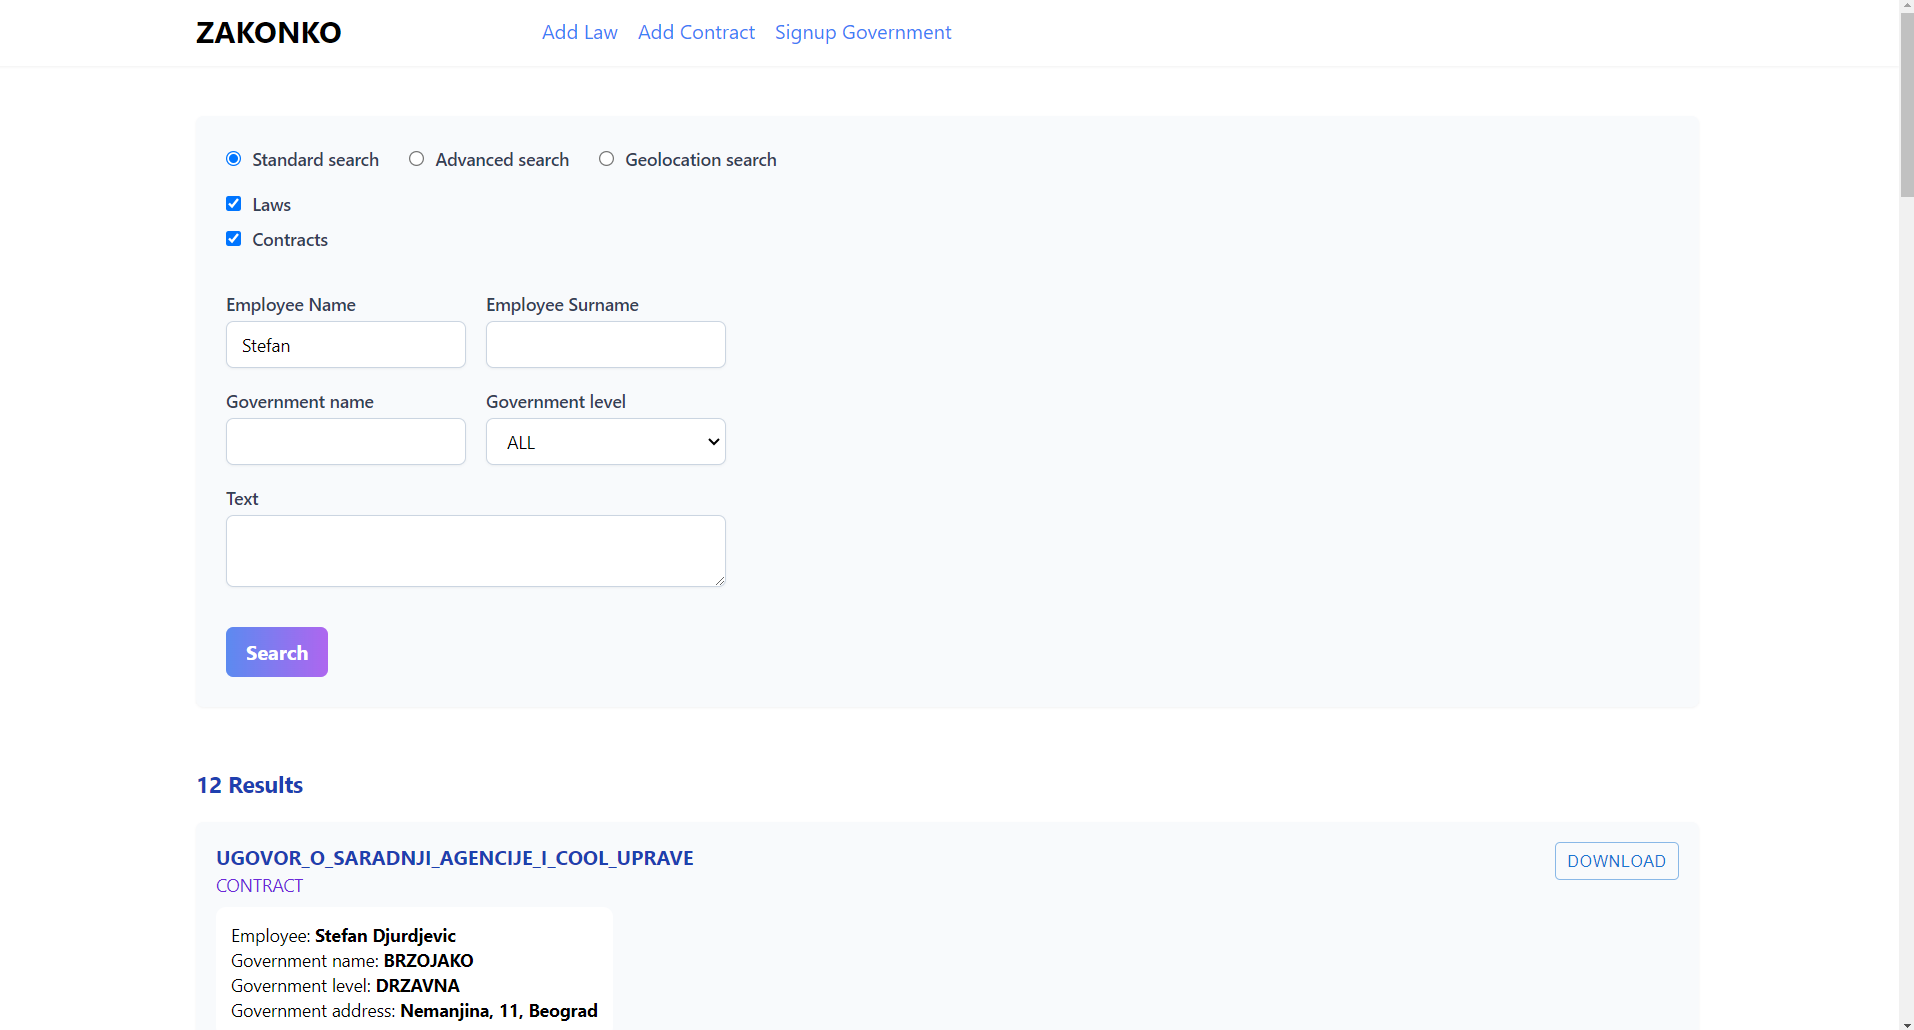 ZAKONKO Add Law Add Contract Signup Government
Standard search Advanced search Geolocation search
Laws
Contracts
Employee Name Employee Surname
Stefan
Government name Government level
ALL
Text
Search
12 Results
UGOVOR_O_SARADNJI_AGENCIJE_I_COOL_UPRAVE DOWNLOAD
CONTRACT
Employee: Stefan Djurdjevic
Government name: BRZOJAKO
Government level: DRZAVNA
Government address: Nemanjina, 11, Beograd